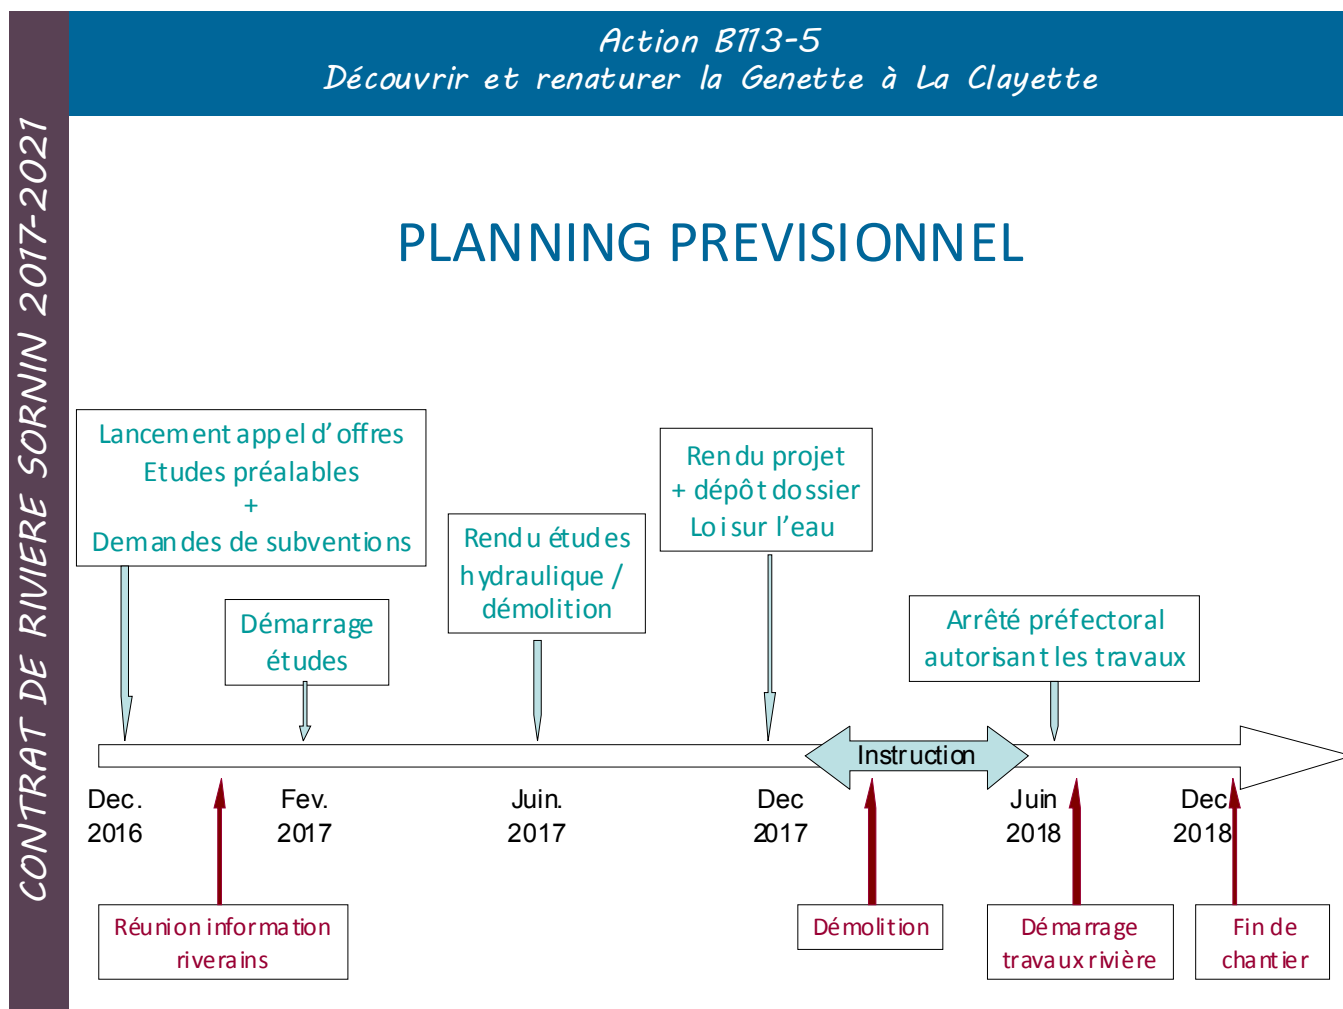 Action B113-5
Découvrir et renaturer la Genette à La Clayette
CONTRAT DE RIVIERE SORNIN 2017-2021
PLANNING PREVISIONNEL
Lancement appel d'offres
Etudes préalables
+
Demandes de subventions
Démarrage
études
Rendu études
hydraulique /
démolition
Rendu projet
+ dépôt dossier
Loi sur l'eau
Arrêté préfectoral
autorisant les travaux
Instruction
Dec.
2016
Fev.
2017
Juin.
2017
Dec
2017
Juin
2018
Dec.
2018
Réunion information
riverains
Démolition
Démarrage
travaux rivière
Fin de
chantier